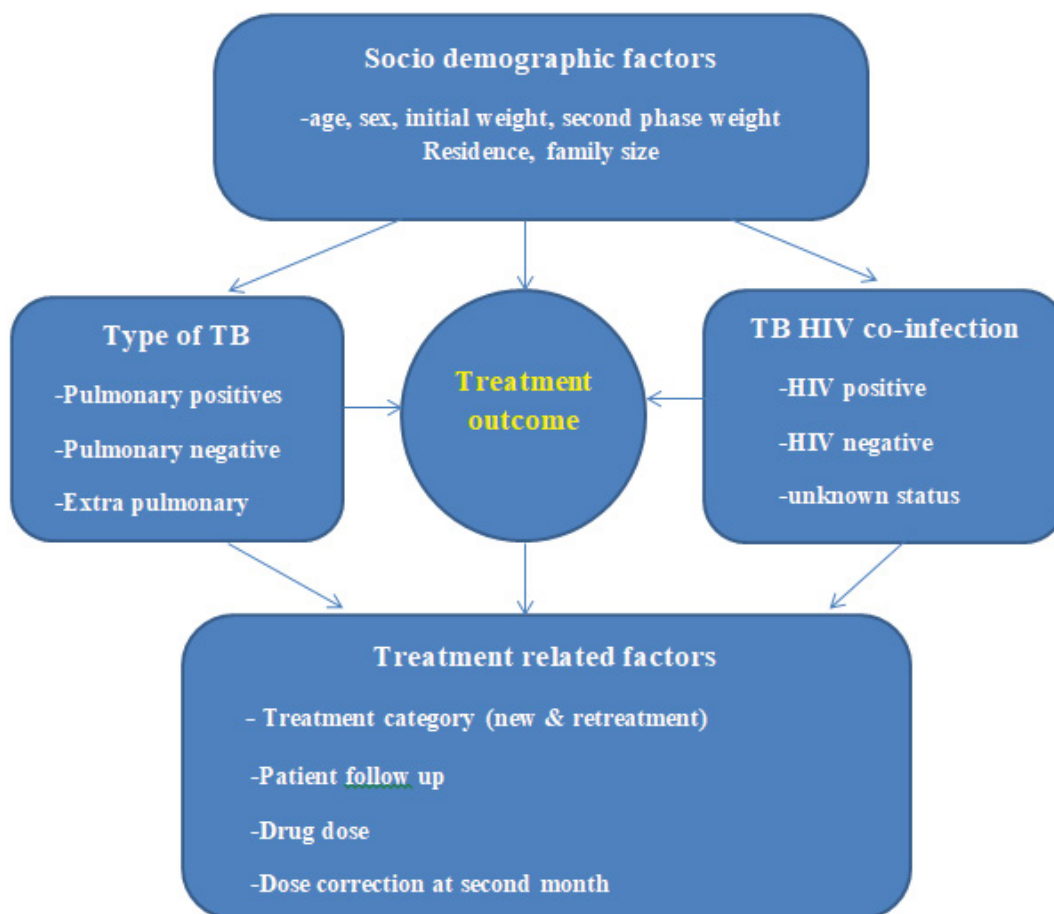 Socio demographic factors
-age, sex, initial weight, second phase weight
Residence, family size
Type of TB
-Pulmonary positives
-Pulmonary negative
-Extra pulmonary
Treatment
outcome
TB HIV co-infection
-HIV positive
-HIV negative
-unknown status
Treatment related factors
- Treatment category (new & retreatment)
-Patient follow up
-Drug dose
-Dose correction at second month